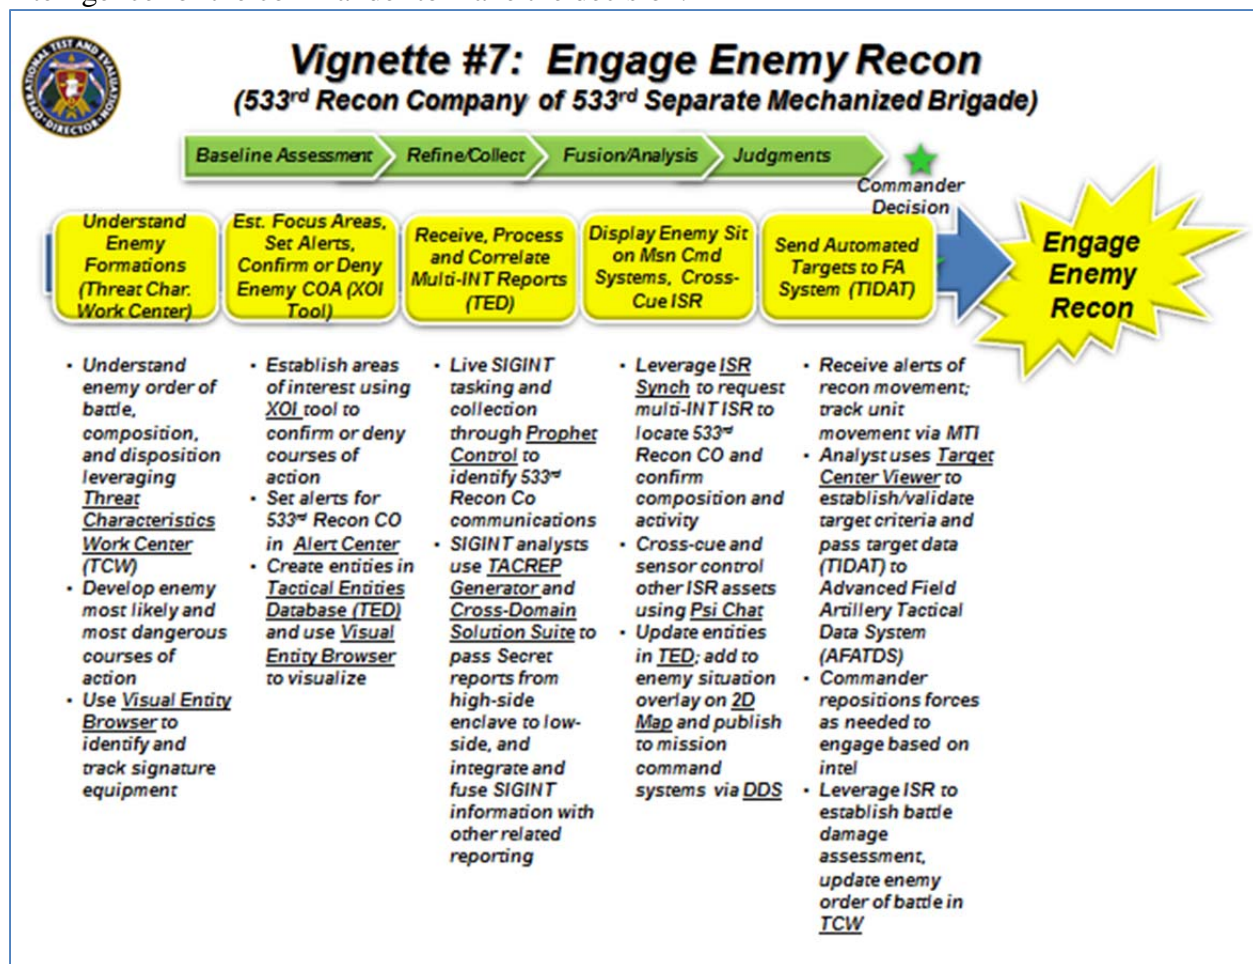 Vignette #7: Engage Enemy Recon
(533rd Recon Company of 533rd Separate Mechanized Brigade)
OPERATIONAL TEST AND EVALUATION
DIRECTOR
Baseline Assessment
Refine/Collect
Fusion/Analysis
Judgments
Commander
Decision
Understand
Enemy
Formations
(Threat Char.
Work Center)
Est. Focus Areas,
Set Alerts,
Confirm or Deny
Enemy COA (XOI
Tool)
Receive, Process
and Correlate
Multi-INT Reports
(TED)
Display Enemy Sit
on Msn Cmd
Systems, Cross-
Cue ISR
Send Automated
Targets to FA
System (TIDAT)
Engage
Enemy
Recon
• Understand
enemy order of
battle,
composition,
and disposition
leveraging
Threat
Characteristics
Work Center
(TCW)
• Develop enemy
most likely and
most dangerous
courses of
action
• Use Visual Entity
Browser to
identify and
track signature
equipment
• Establish areas
of interest using
XOI tool to
confirm or deny
courses of
action
• Set alerts for
533rd Recon CO
in Alert Center
• Create entities in
Tactical Entities
Database (TED)
and use Visual
Entity Browser
to visualize
• Live SIGINT
tasking and
collection
through Prophet
Control to
identify 533rd
Recon Co
communications
• SIGINT analysts
use TACREP
Generator and
Cross-Domain
Solution Suite to
pass Secret
reports from
high-side
enclave to low-
side, and
integrate and
fuse SIGINT
information with
other related
reporting
• Leverage ISR
Synch to request
multi-INT ISR to
locate 533rd
Recon CO and
confirm
composition and
activity
• Cross-cue and
sensor control
other ISR assets
using Psi Chat
• Update entities
in TED; add to
enemy situation
overlay on 2D
Map and publish
to mission
command
systems via DDS
• Receive alerts of
recon movement;
track unit
movement via MTI
• Analyst uses Target
Center Viewer to
establish/validate
target criteria and
pass target data
(TIDAT) to
Advanced Field
Artillery Tactical
Data System
(AFATDS)
• Commander
repositions forces
as needed to
engage based on
intel
• Leverage ISR to
establish battle
damage
assessment,
update enemy
order of battle in
TCW